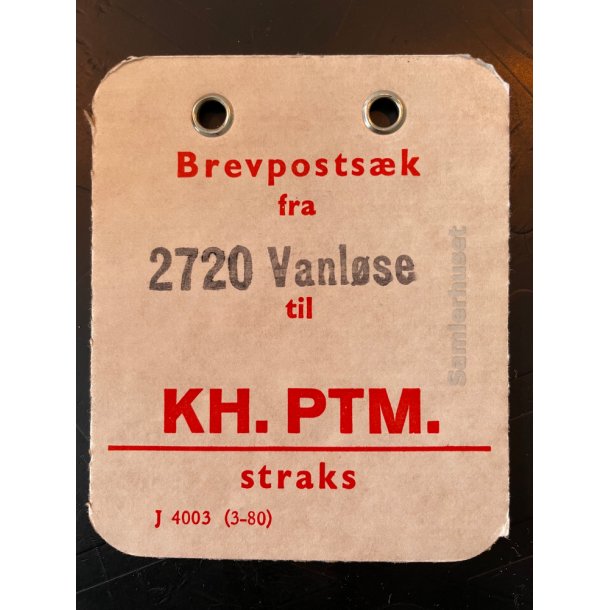 Brevpostsæk
fra
2720 Vanløse
til
KH. PTM.
straks
J 4003 (3-80)
Samlerhuset